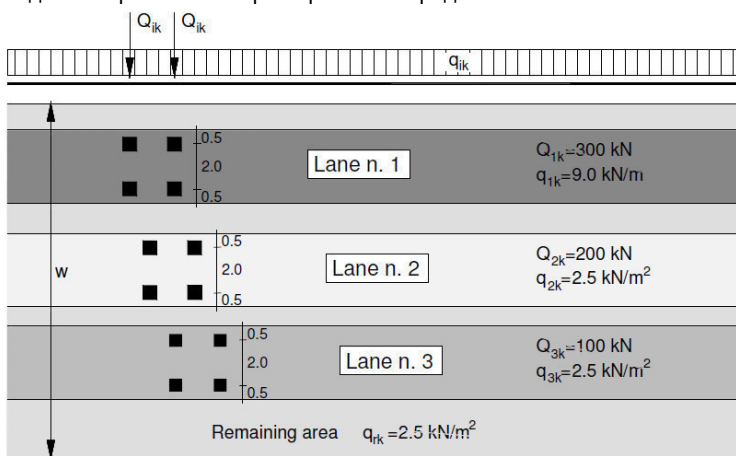 Q_ik Q_ik
q_ik
0.5
2.0
0.5
Lane n. 1
Q_1k=300 kN
q_1k=9.0 kN/m
w
0.5
2.0
0.5
Lane n. 2
Q_2k=200 kN
q_2k=2.5 kN/m²
0.5
2.0
0.5
Lane n. 3
Q_3k=100 kN
q_3k=2.5 kN/m²
Remaining area q_rk =2.5 kN/m²